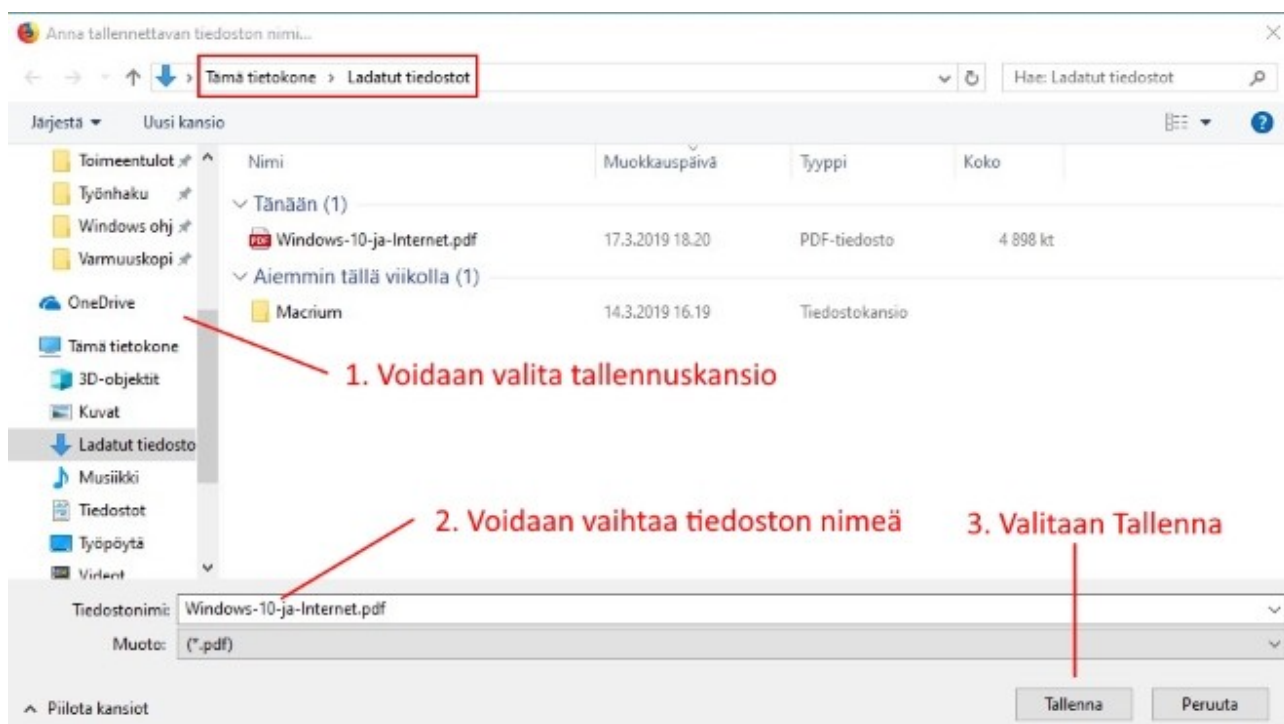 Anna tallennettavan tiedoston nimi...
Tämä tietokone › Ladatut tiedostot
Hae: Ladatut tiedostot
Järjestä
Uusi kansio
Toimeentulot
Työnhaku
Windows ohj
Varmuuskopi
OneDrive
Tämä tietokone
3D-objektit
Kuvat
Ladatut tiedosto
Musiikki
Tiedostot
Työpöytä
Videot
Nimi Muokkauspäivä Tyyppi Koko
Tänään (1)
PDF Windows-10-ja-Internet.pdf 17.3.2019 18.20 PDF-tiedosto 4 898 kt
Aiemmin tällä viikolla (1)
Macrium 14.3.2019 16.19 Tiedostokansio
1. Voidaan valita tallennuskansio
2. Voidaan vaihtaa tiedoston nimeä
3. Valitaan Tallenna
Tiedostonimi: Windows-10-ja-Internet.pdf
Muoto: (*.pdf)
Piilota kansiot
Tallenna
Peruuta